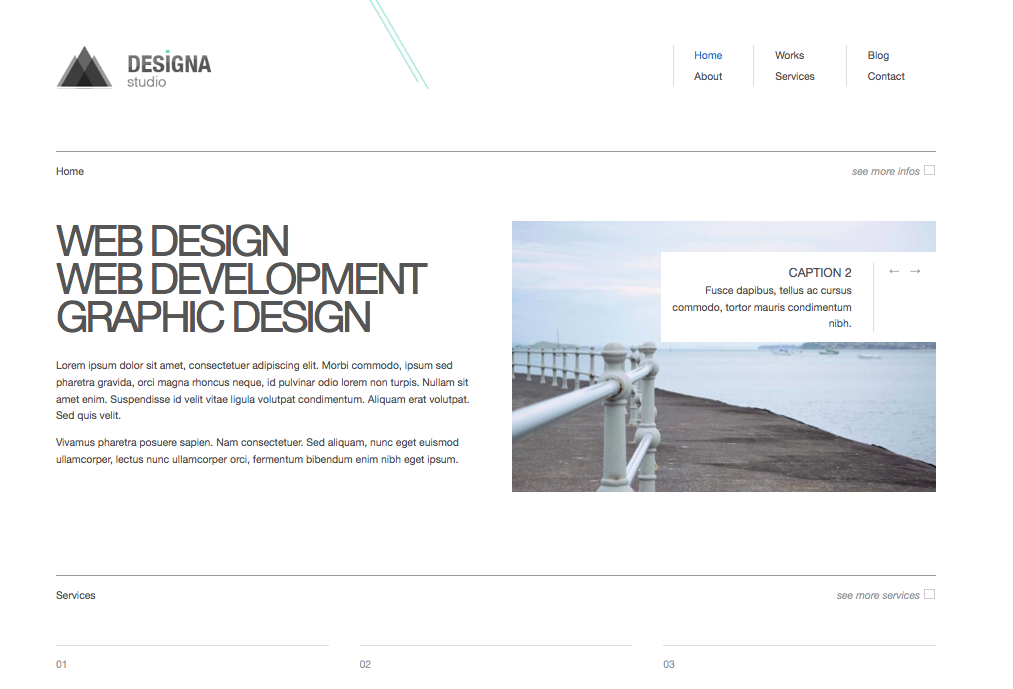 DESIGNA
studio
Home
Works
Blog
About
Services
Contact
Home
see more infos
WEB DESIGN
WEB DEVELOPMENT
GRAPHIC DESIGN
Lorem ipsum dolor sit amet, consectetuer adipiscing elit. Morbi commodo, ipsum sed
pharetra gravida, orci magna rhoncus neque, id pulvinar odio lorem non turpis. Nullam sit
amet enim. Suspendisse id velit vitae ligula volutpat condimentum. Aliquam erat volutpat.
Sed quis velit.
Vivamus pharetra posuere sapien. Nam consectetuer. Sed aliquam, nunc eget euismod
ullamcorper, lectus nunc ullamcorper orci, fermentum bibendum enim nibh eget ipsum.
CAPTION 2
← →
Fusce dapibus, tellus ac cursus
commodo, tortor mauris condimentum
nibh.
Services
see more services
01
02
03